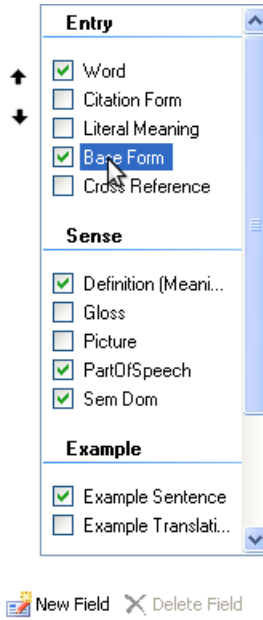 Entry
Word
Citation Form
Literal Meaning
Base Form
Cross Reference
Sense
Definition (Meani...
Gloss
Picture
PartOfSpeech
Sem Dom
Example
Example Sentence
Example Translati...
New Field Delete Field